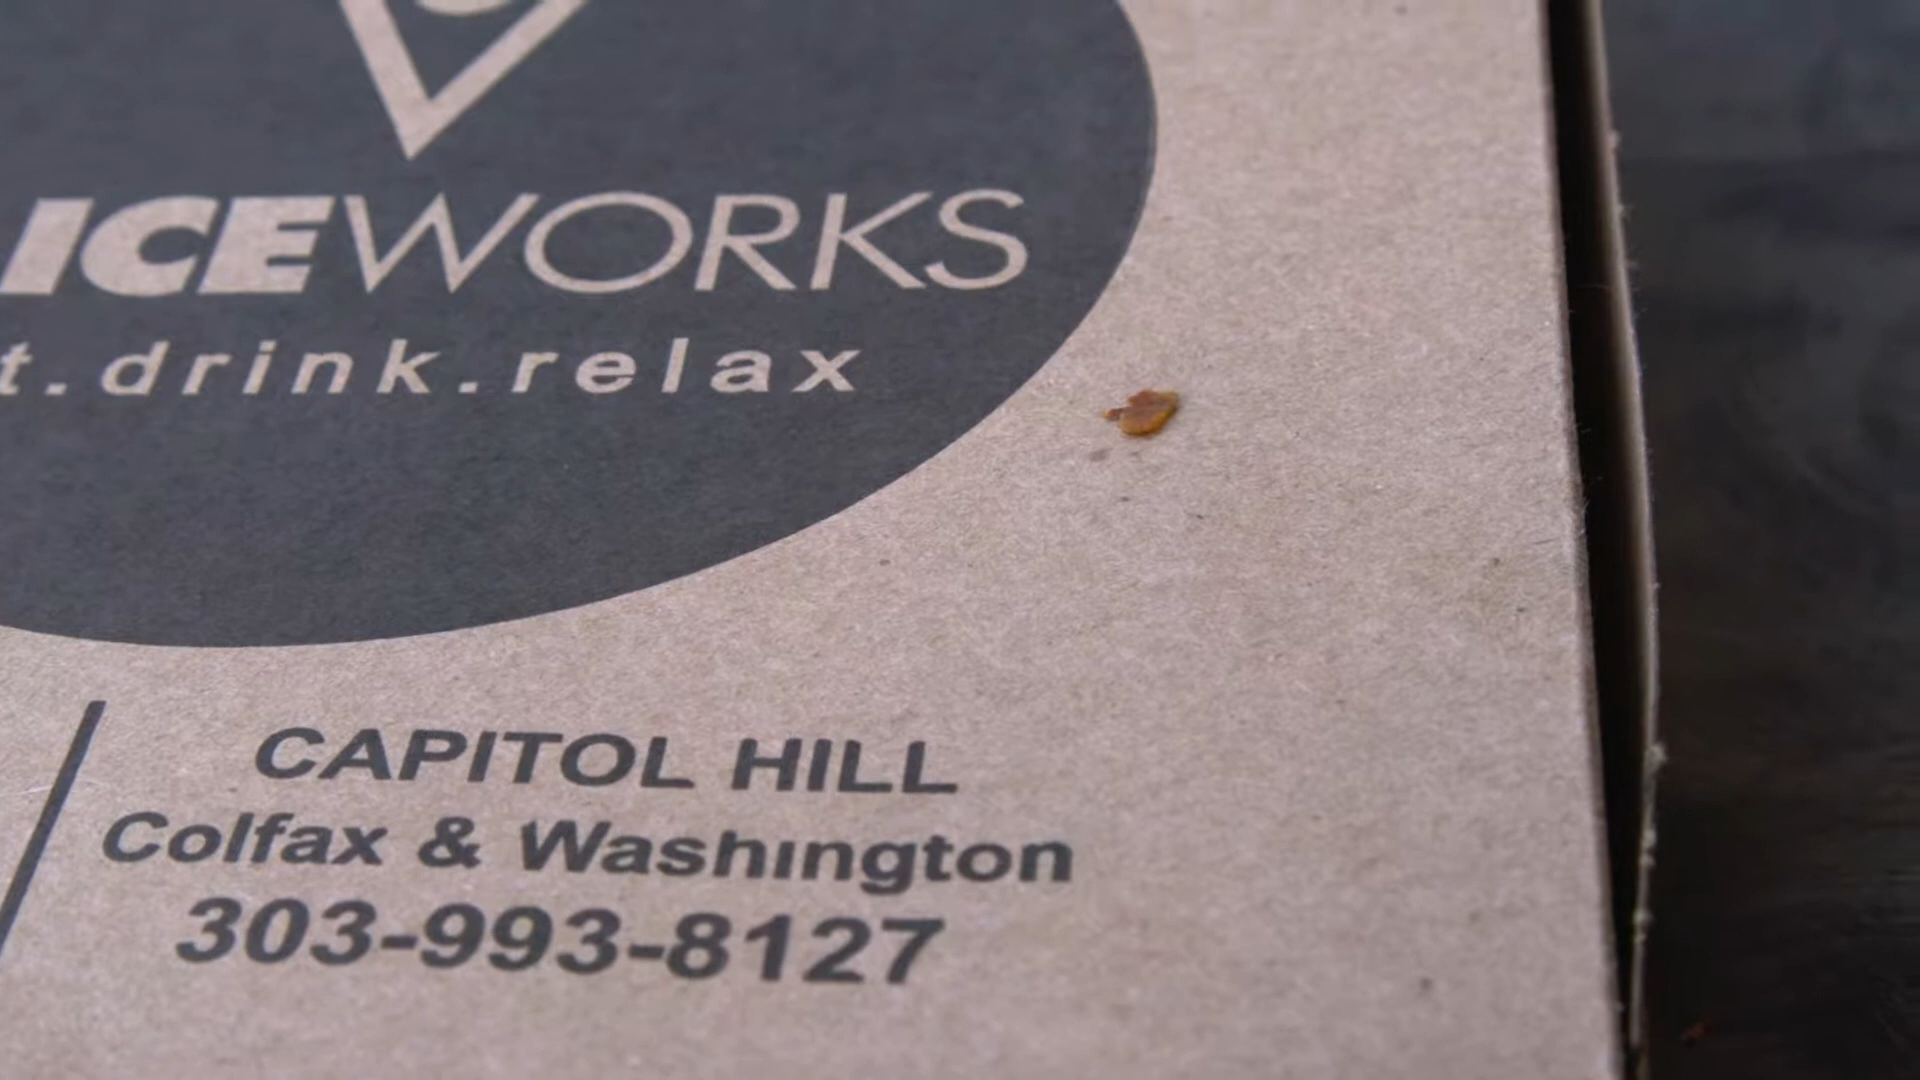 ICEWORKS
t.drink.relax
CAPITOL HILL
Colfax & Washington
303-993-8127